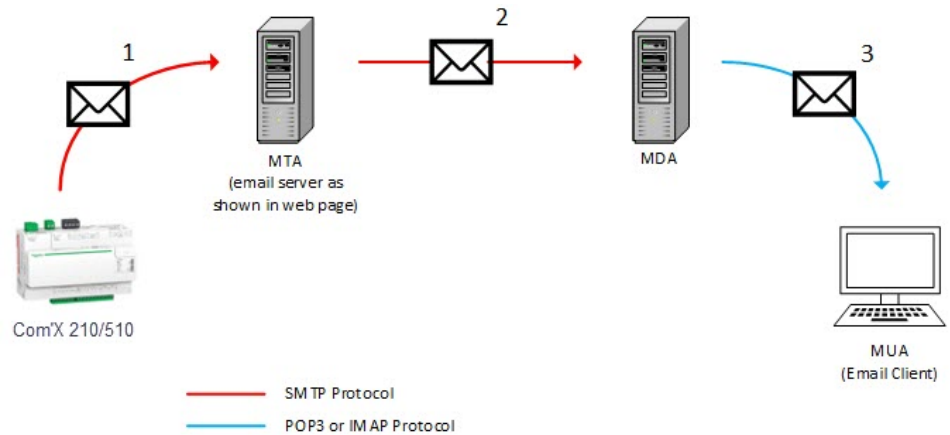 1
2
3
MTA
(email server as
shown in web page)
MDA
Com'X 210/510
MUA
(Email Client)
SMTP Protocol
POP3 or IMAP Protocol